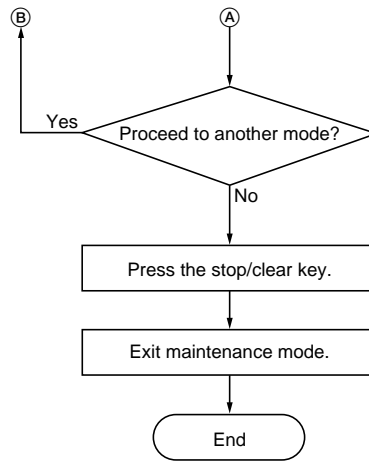 B
A
Yes
Proceed to another mode?
No
Press the stop/clear key.
Exit maintenance mode.
End